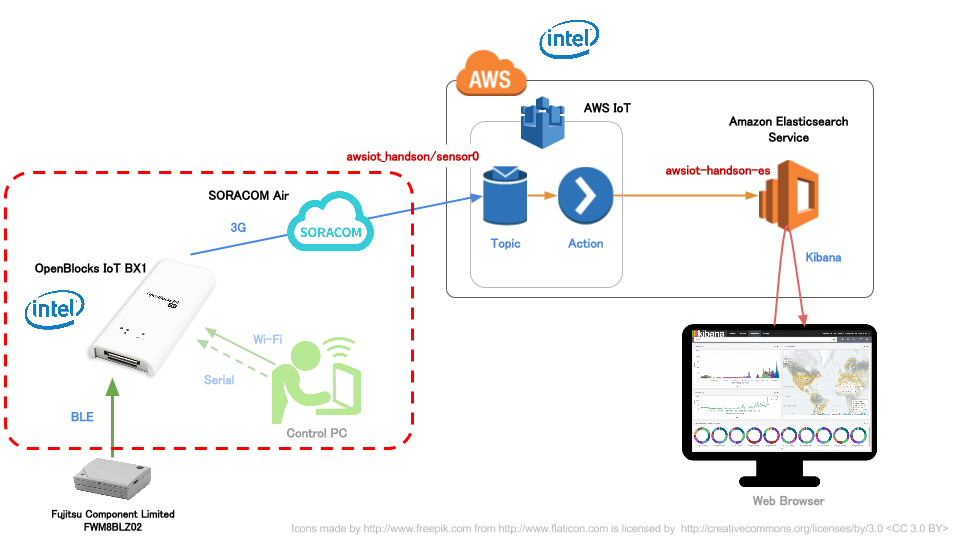 intel
AWS
AWS IoT
Amazon Elasticsearch
Service
awsiot_handson/sensor0
awsiot-handson-es
SORACOM Air
SORACOM
3G
Topic
Action
Kibana
OpenBlocks IoT BX1
intel
OpenBlocks IoT
Wi-Fi
Serial
Control PC
BLE
kibana
Web Browser
Fujitsu Component Limited
FWM8BLZ02
Icons made by http://www.freepik.com from http://www.flaticon.com is licensed by http://creativecommons.org/licenses/by/3.0 <CC 3.0 BY>